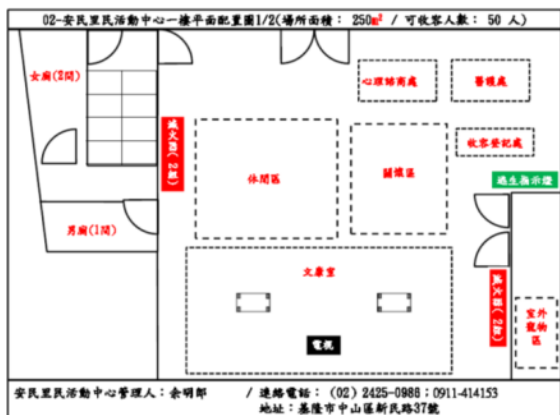 02-安民里民活動中心一樓平面配置圖1/2(場所面積： 250㎡ / 可收容人數： 50 人)
女廁(2間)
心理諮商處
醫護處
滅火器(2組)
收容登記處
休閒區
關懷區
逃生指示燈
男廁(1間)
文康室
滅火器(2組)
室外寵物區
電視
安民里民活動中心管理人：余明郎 / 連絡電話：(02) 2425-0986；0911-414153
地址：基隆市中山區新民路37號